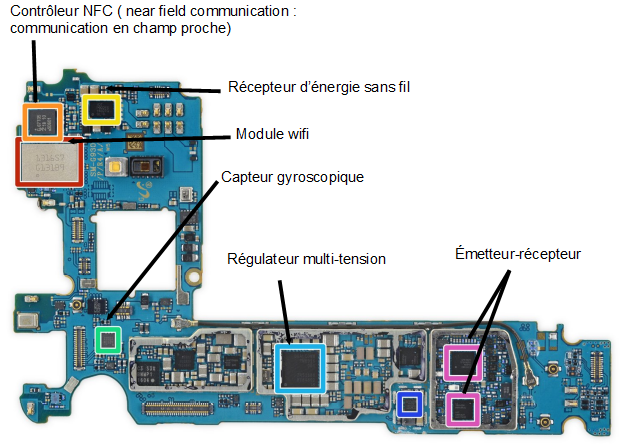 Contrôleur NFC ( near field communication :
communication en champ proche)
Récepteur d'énergie sans fil
Module wifi
Capteur gyroscopique
Régulateur multi-tension
Émetteur-récepteur